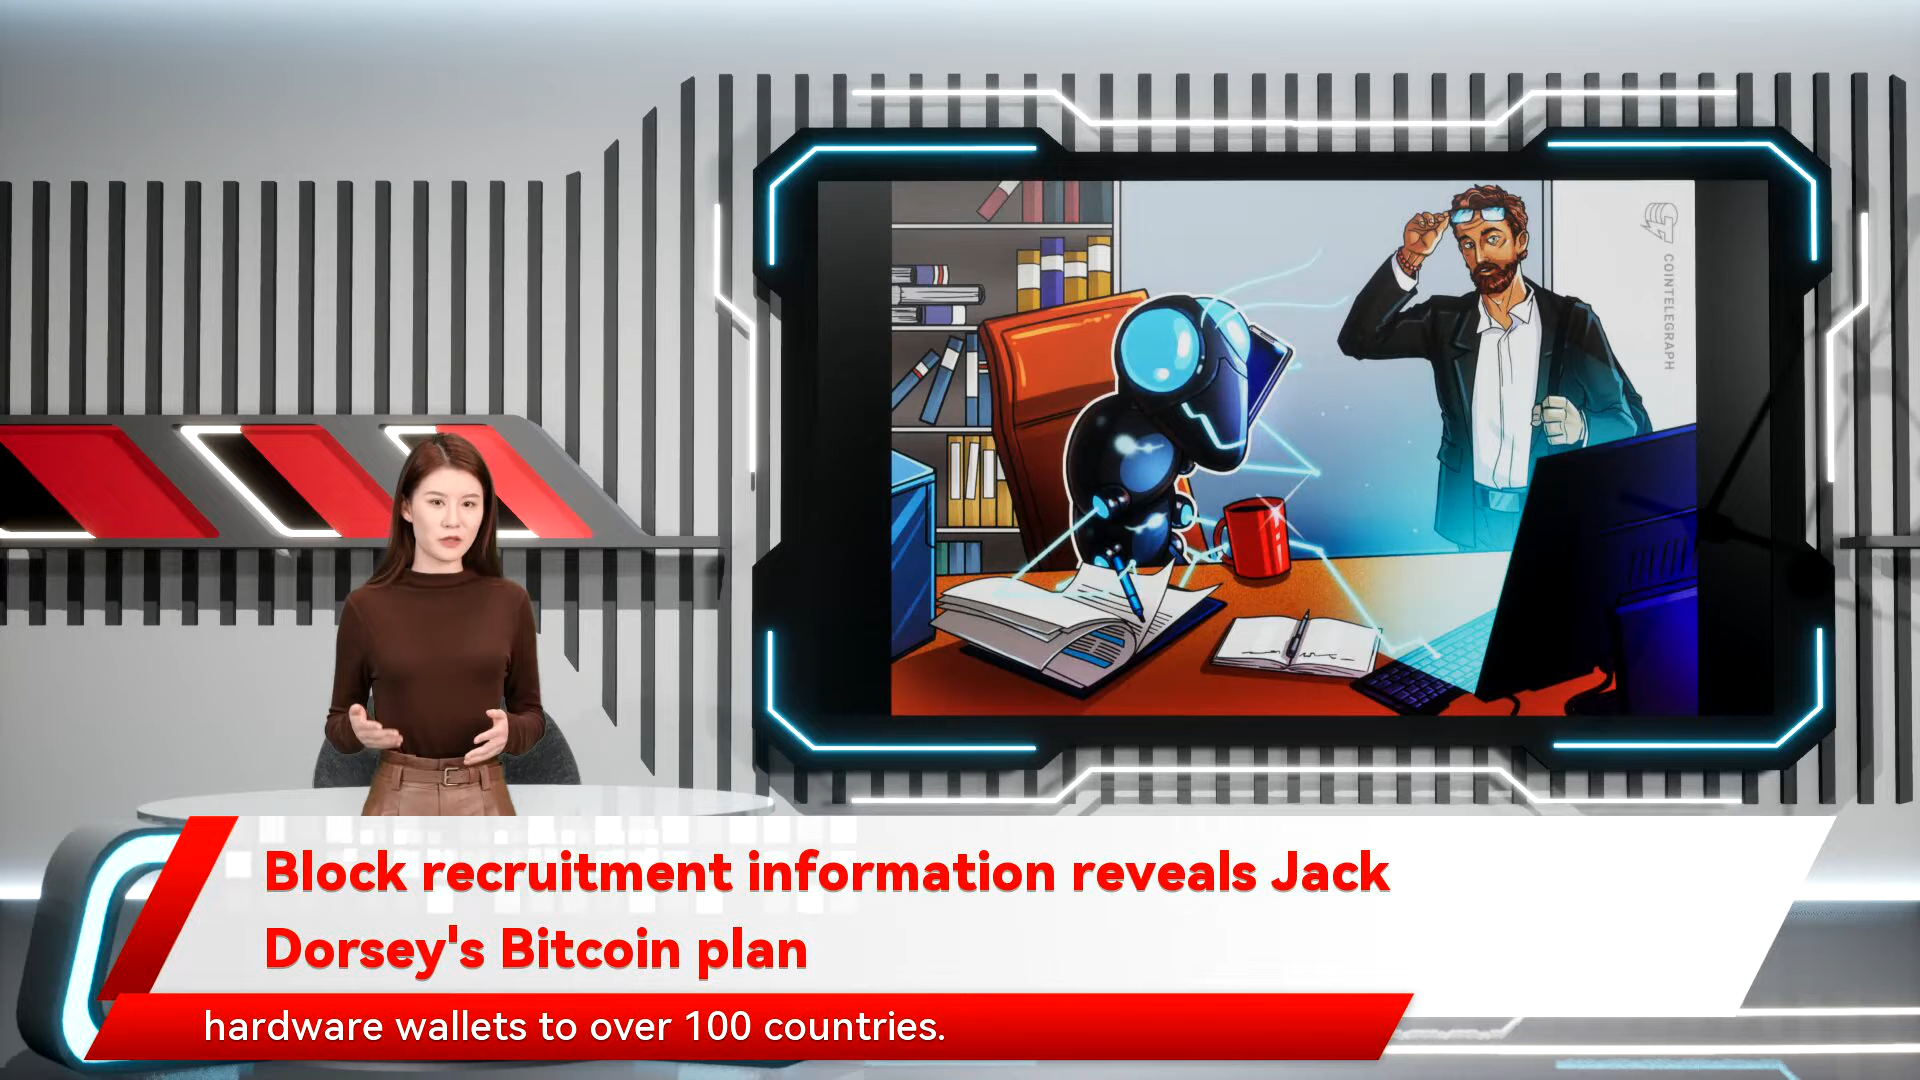 COINTELEGRAPH
Block recruitment information reveals Jack
Dorsey's Bitcoin plan
hardware wallets to over 100 countries.